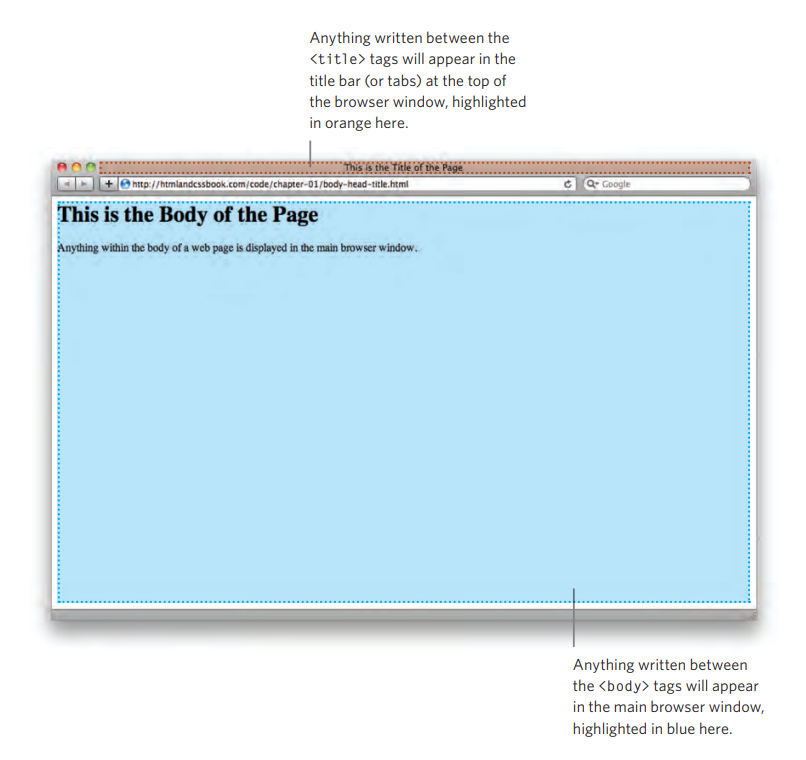 Anything written between the
<title> tags will appear in the
title bar (or tabs) at the top of
the browser window, highlighted
in orange here.
This is the Title of the Page
http://htmlandcssbook.com/code/chapter-01/body-head-title.html
Google
This is the Body of the Page
Anything within the body of a web page is displayed in the main browser window.
Anything written between
the <body> tags will appear
in the main browser window,
highlighted in blue here.